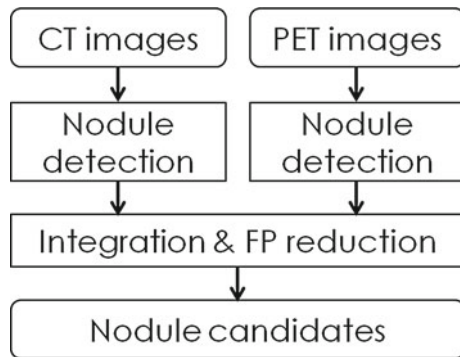 CT images
PET images
Nodule
detection
Nodule
detection
Integration & FP reduction
Nodule candidates